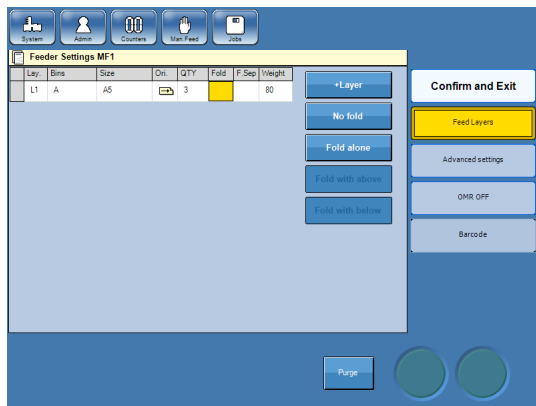 System Admin Counters Man.Feed Jobs
Feeder Settings MF1
Lay. Bins Size Ori. QTY Fold F.Sep Weight
L1 A A5 3 80
+Layer
No fold
Fold alone
Fold with above
Fold with below
Confirm and Exit
Feed Layers
Advanced settings
OMR OFF
Barcode
Purge